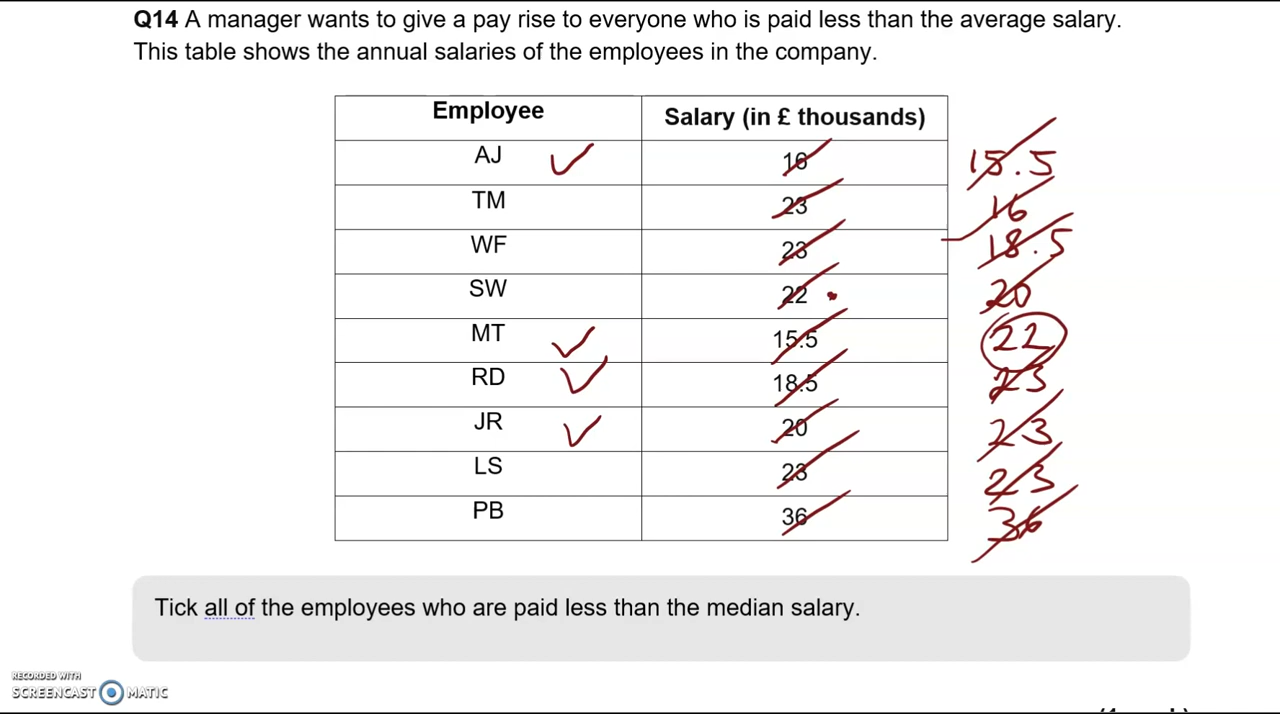 Q14 A manager wants to give a pay rise to everyone who is paid less than the average salary.
This table shows the annual salaries of the employees in the company.
Employee Salary (in £ thousands)
AJ ✓ 16 15.5
TM 23 16
WF 23 18.5
SW 22 20
MT ✓ 15.5 22
RD ✓ 18.5 23
JR ✓ 20 23
LS 23 23
PB 36 36
Tick all of the employees who are paid less than the median salary.
RECORDED WITH
SCREENCAST MATIC